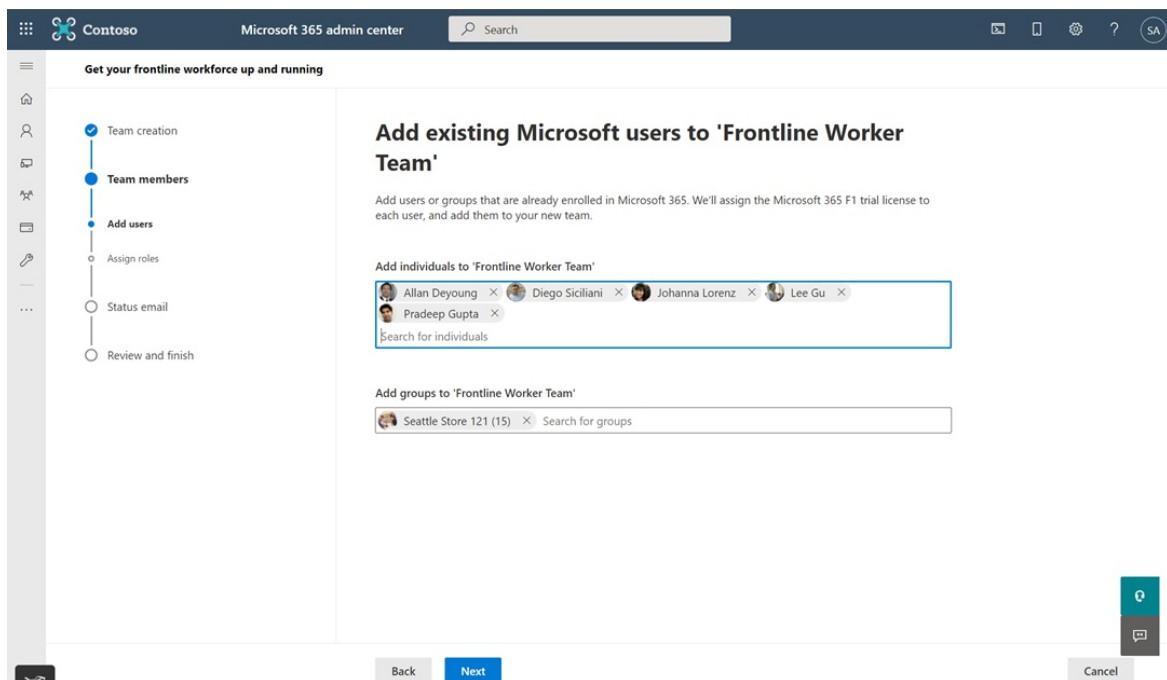 Contoso
Microsoft 365 admin center
Search
?
SA
Get your frontline workforce up and running
Team creation
Team members
Add users
Assign roles
Status email
Review and finish
Add existing Microsoft users to 'Frontline Worker
Team'
Add users or groups that are already enrolled in Microsoft 365. We'll assign the Microsoft 365 F1 trial license to
each user, and add them to your new team.
Add individuals to 'Frontline Worker Team'
Allan Deyoung Diego Siciliani Johanna Lorenz Lee Gu
Pradeep Gupta
Search for individuals
Add groups to 'Frontline Worker Team'
Seattle Store 121 (15) Search for groups
Back Next Cancel